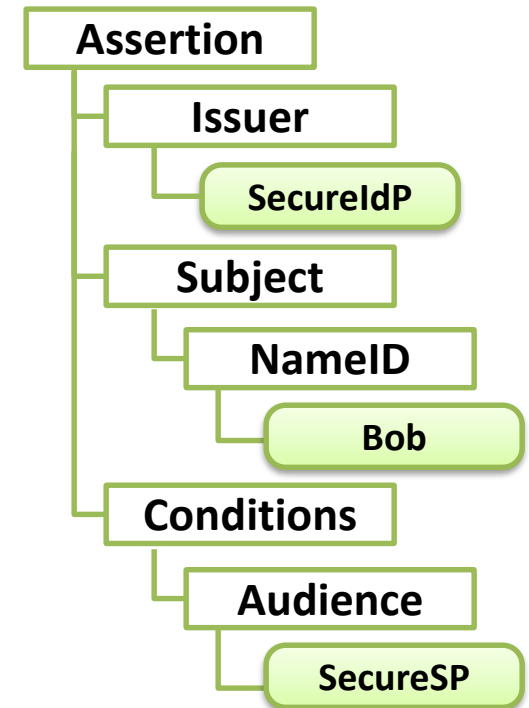 Assertion
Issuer
SecureIdP
Subject
NameID
Bob
Conditions
Audience
SecureSP